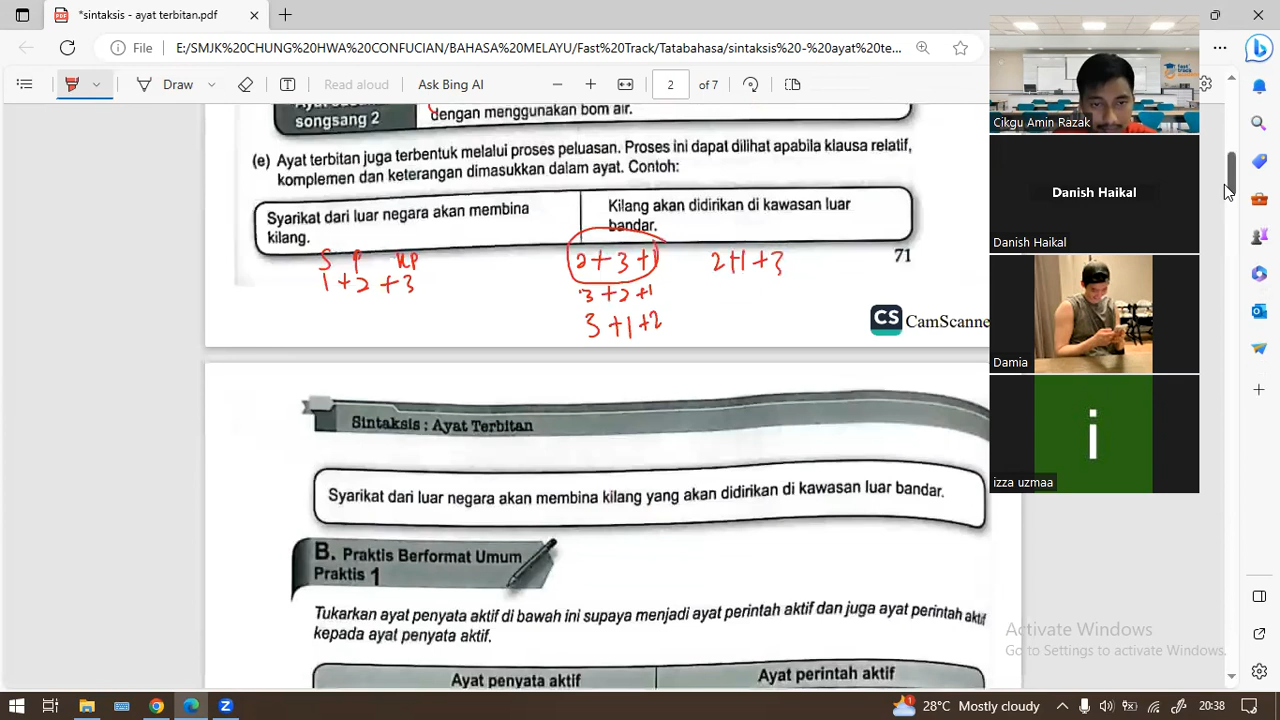 *sintaksis - ayat terbitan.pdf
File
E:/SMJK%20CHUNG%20HWA%20CONFUCIAN/BAHASA%20MELAYU/Fast%20Track/Tatabahasa/sintaksis%20-%20ayat%20te...
Draw
Read aloud
Ask Bing AI
2
of 7
songsang 2
dengan menggunakan bom air.
(e) Ayat terbitan juga terbentuk melalui proses peluasan. Proses ini dapat dilihat apabila klausa relatif,
komplemen dan keterangan dimasukkan dalam ayat. Contoh:
Syarikat dari luar negara akan membina
kilang.
Kilang akan didirikan di kawasan luar
bandar.
S P
1 + 2 + 3
2 + 3 + 1
2+1 + 3
3 + 2 + 1
3 + 1 + 2
71
CS CamScanne
Sintaksis : Ayat Terbitan
Syarikat dari luar negara akan membina kilang yang akan didirikan di kawasan luar bandar.
B. Praktis Berformat Umum
Praktis 1
Tukarkan ayat penyata aktif di bawah ini supaya menjadi ayat perintah aktif dan juga ayat perintah aktif
kepada ayat penyata aktif.
Ayat penyata aktif
Ayat perintah aktif
Cikgu Amin Razak
Danish Haikal
Danish Haikal
Damia
i
izza uzmaa
Activate Windows
Go to Settings to activate Windows.
28°C Mostly cloudy
20:38